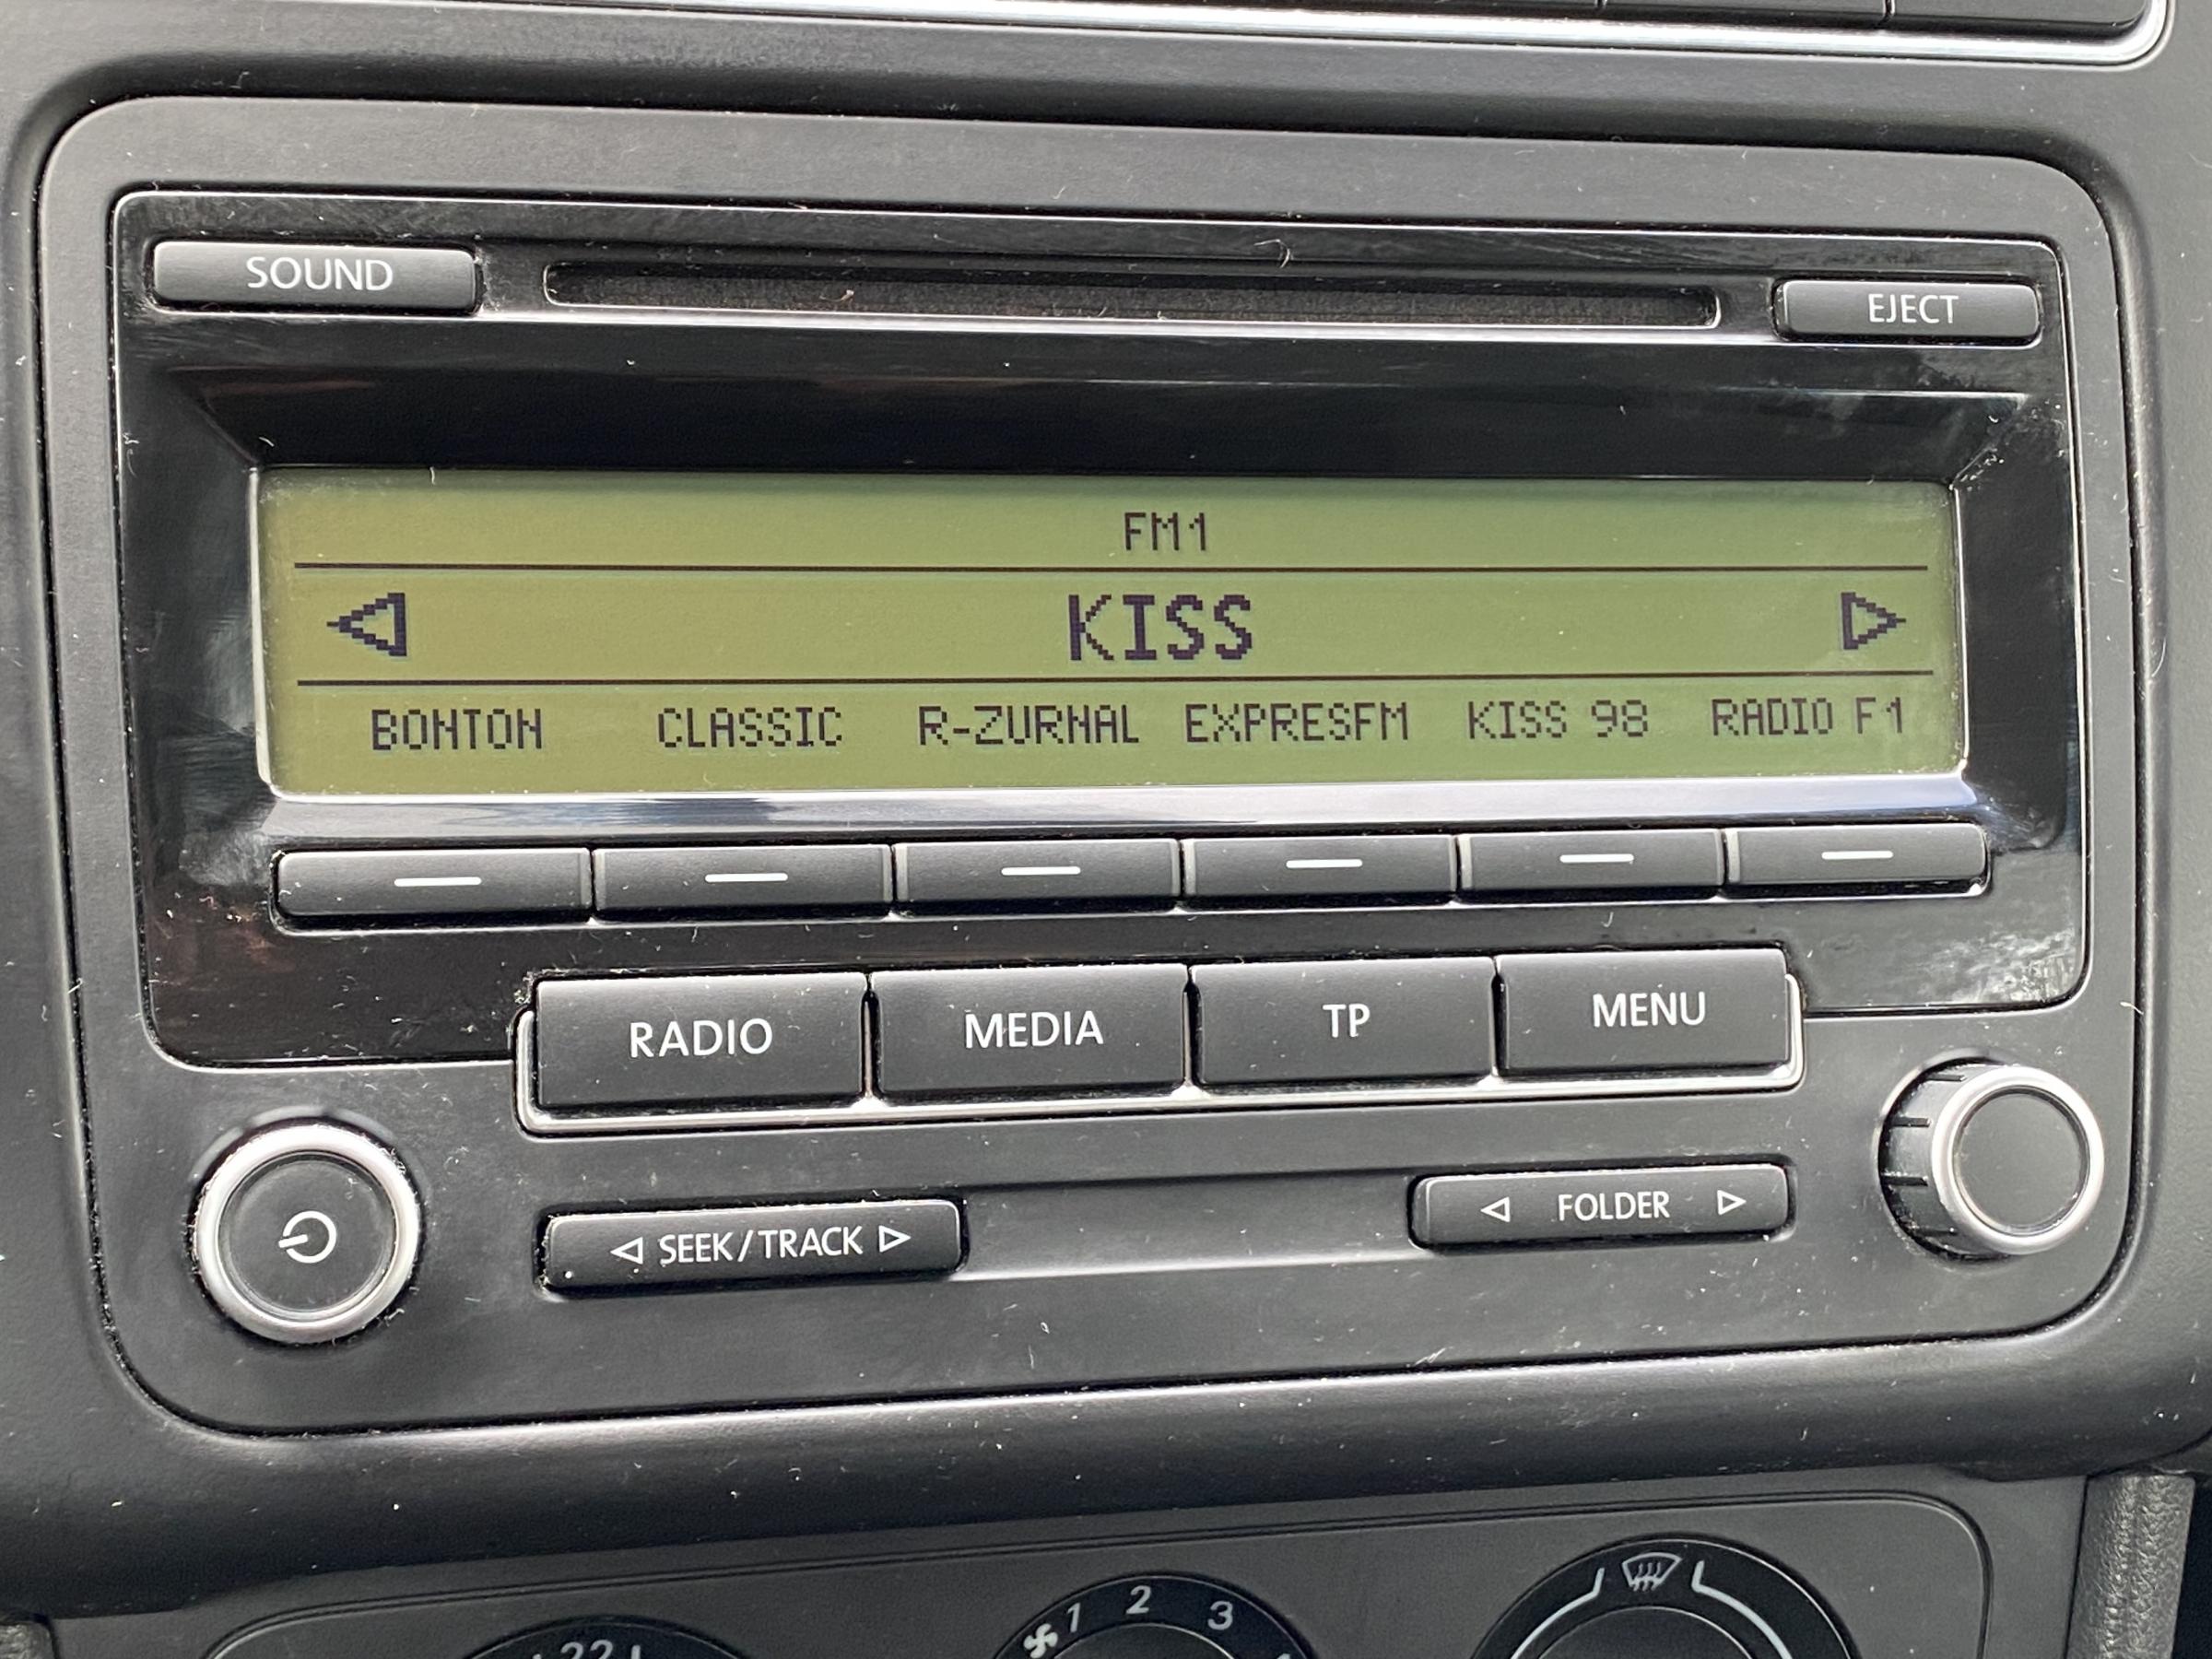 SOUND
EJECT
FM1
KISS
BONTON CLASSIC R-ZURNAL EXPRESFM KISS 98 RADIO F1
RADIO MEDIA TP MENU
SEEK/TRACK FOLDER
1 2 3
22